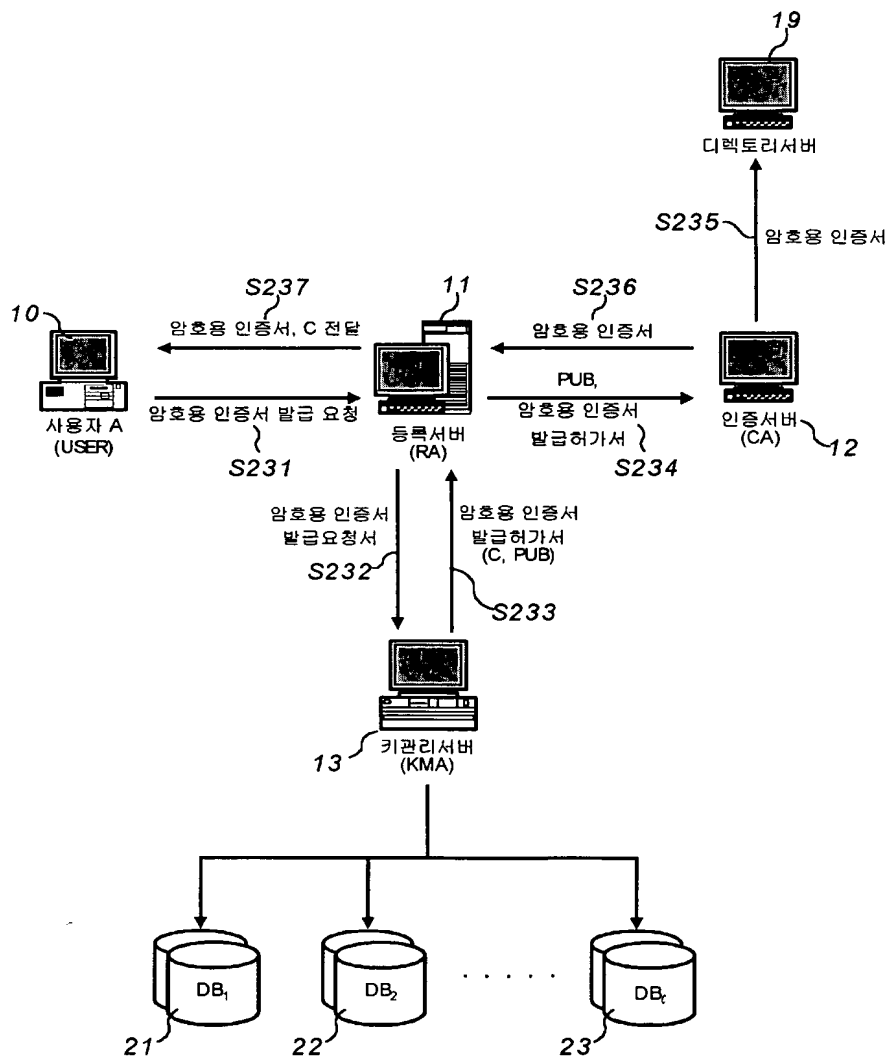 19
디렉토리서버
S235
암호용 인증서
S237
11
S236
10
암호용 인증서, C 전달
암호용 인증서
PUB,
사용자 A
(USER)
암호용 인증서 발급 요청
S231
등록서버
(RA)
암호용 인증서
발급허가서
S234
인증서버
(CA)
12
암호용 인증서
발급요청서
S232
암호용 인증서
발급허가서
(C, PUB)
S233
13
키관리서버
(KMA)
DB1
DB2
. . . . .
DBℓ
21
22
23